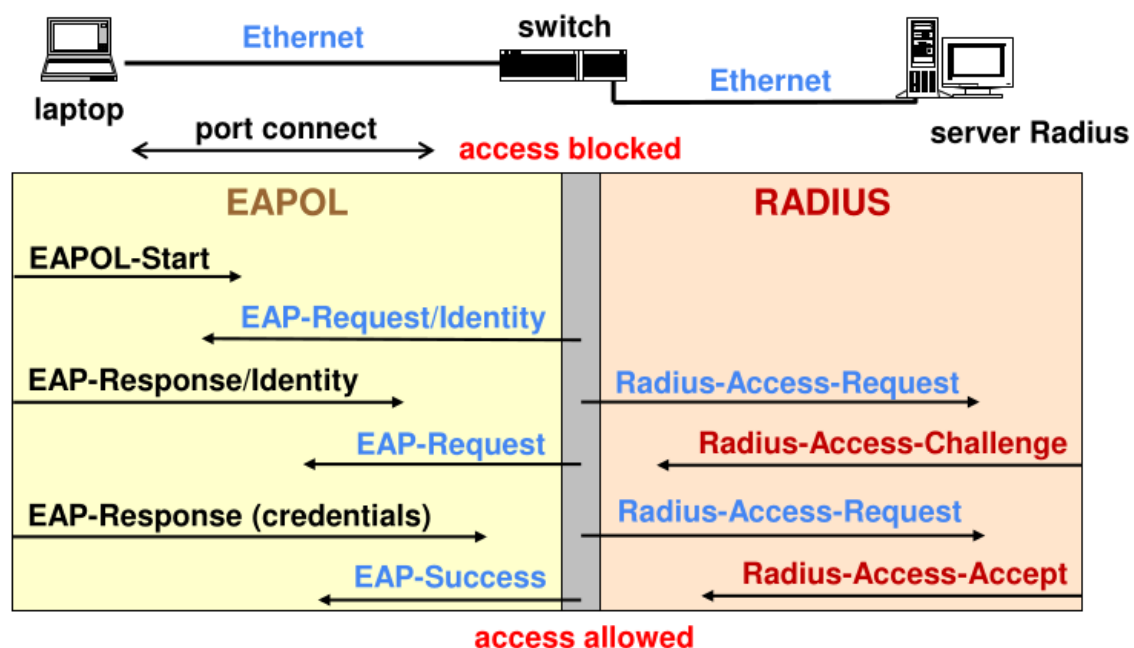 switch
Ethernet
Ethernet
laptop
server Radius
port connect
access blocked
EAPOL
RADIUS
EAPOL-Start
EAP-Request/Identity
EAP-Response/Identity
Radius-Access-Request
EAP-Request
Radius-Access-Challenge
EAP-Response (credentials)
Radius-Access-Request
EAP-Success
Radius-Access-Accept
access allowed